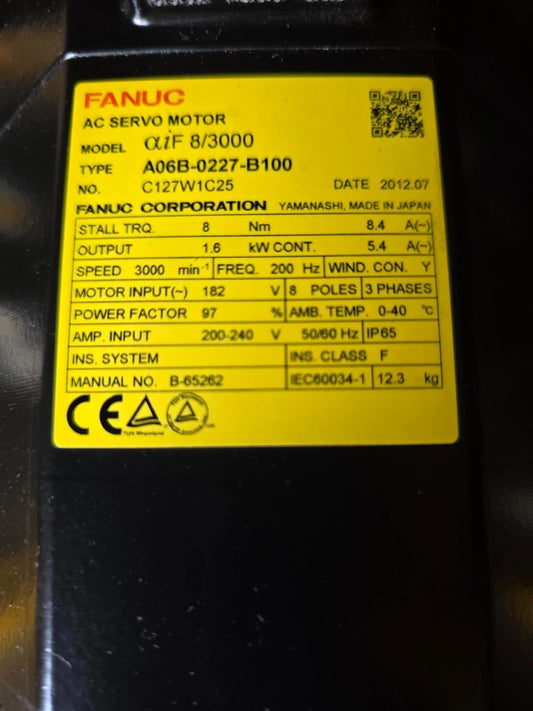 FANUC
AC SERVO MOTOR
MODEL αiF 8/3000
TYPE A06B-0227-B100
NO. C127W1C25 DATE 2012.07
FANUC CORPORATION YAMANASHI, MADE IN JAPAN
STALL TRQ. 8 Nm 8.4 A(~)
OUTPUT 1.6 kW CONT. 5.4 A(~)
SPEED 3000 min⁻¹ FREQ. 200 Hz WIND. CON. Y
MOTOR INPUT(~) 182 V 8 POLES 3 PHASES
POWER FACTOR 97 % AMB. TEMP. 0-40 °C
AMP. INPUT 200-240 V 50/60 Hz IP65
INS. SYSTEM INS. CLASS F
MANUAL NO. B-65262 IEC60034-1 12.3 kg
CE
TUV Rheinland